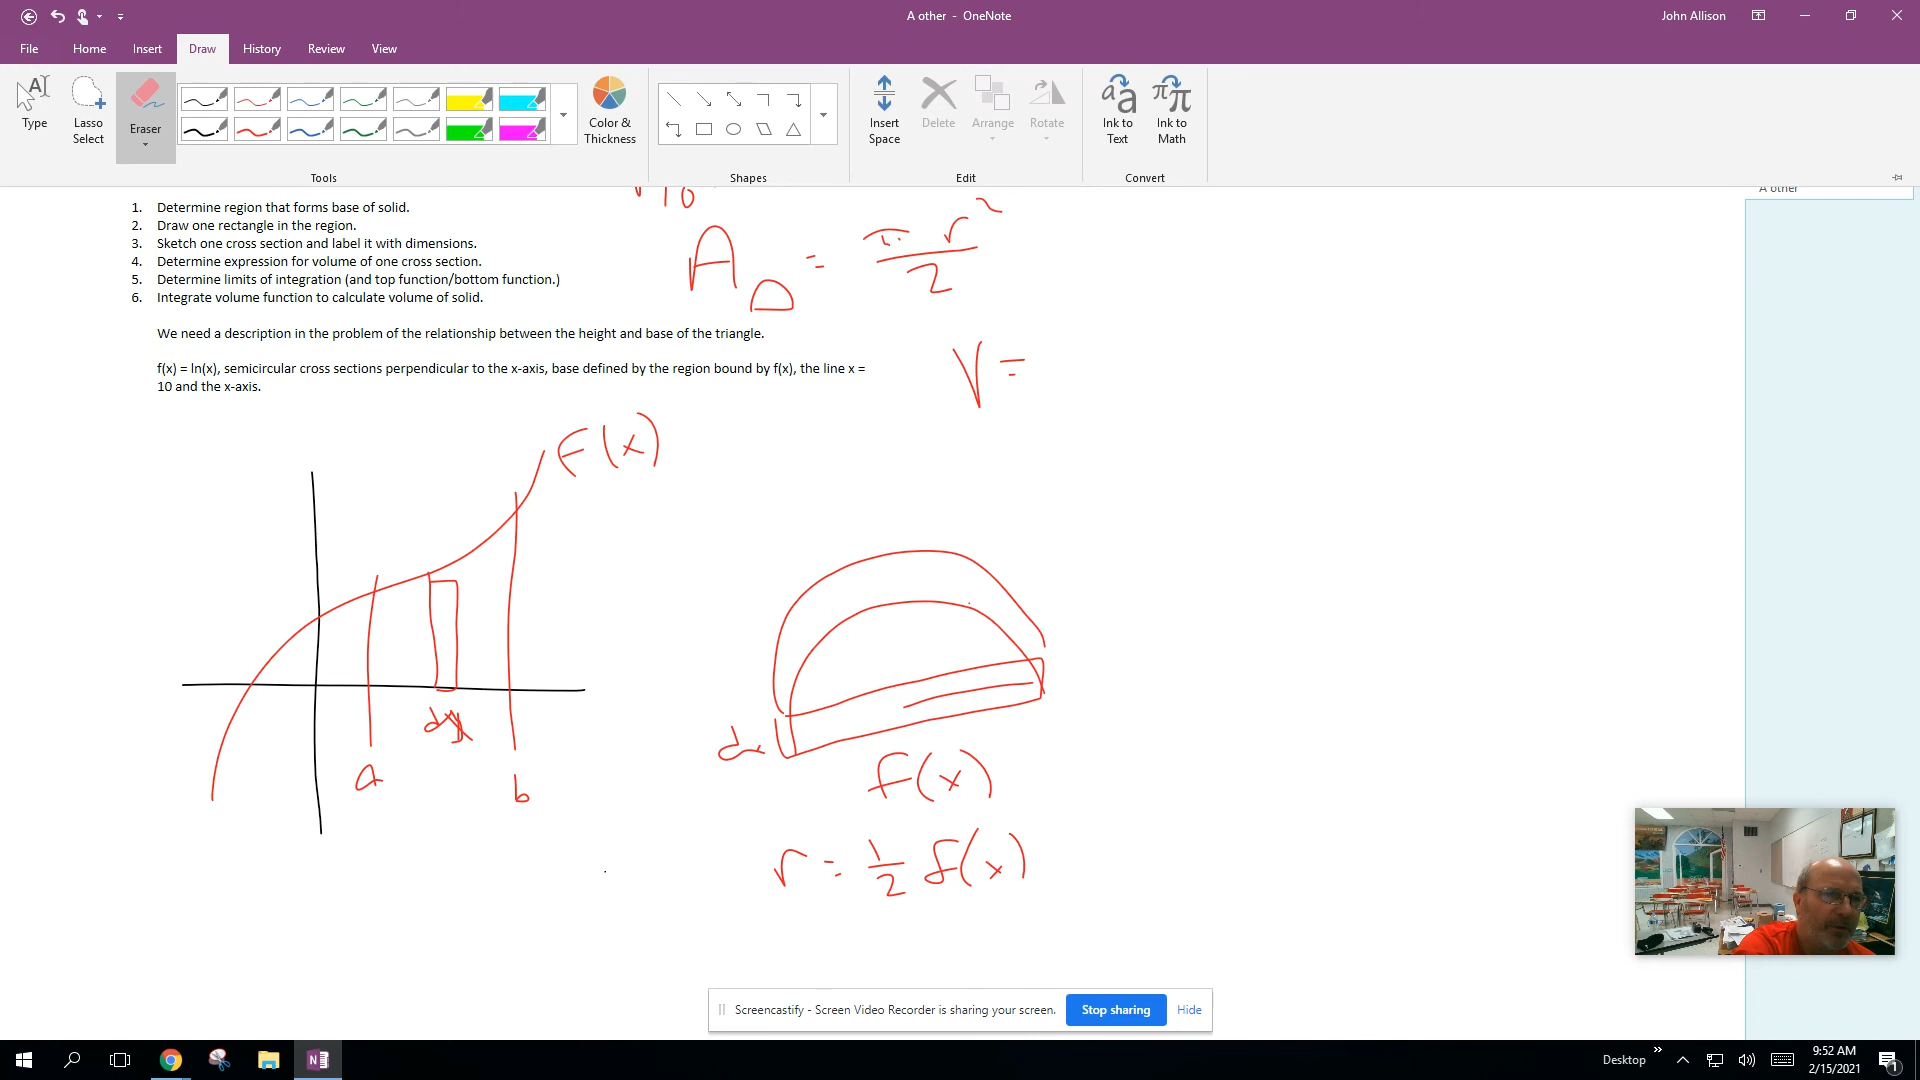 A other - OneNote
John Allison
File Home Insert Draw History Review View
Type
Lasso Select
Eraser
Color & Thickness
Insert Space
Delete
Arrange
Rotate
Ink to Text
Ink to Math
Tools
Shapes
Edit
Convert
A other
1. Determine region that forms base of solid.
2. Draw one rectangle in the region.
3. Sketch one cross section and label it with dimensions.
4. Determine expression for volume of one cross section.
5. Determine limits of integration (and top function/bottom function.)
6. Integrate volume function to calculate volume of solid.
We need a description in the problem of the relationship between the height and base of the triangle.
f(x) = ln(x), semicircular cross sections perpendicular to the x-axis, base defined by the region bound by f(x), the line x =
10 and the x-axis.
A = π r² / 2
V =
f(x)
a
b
dx
f(x)
r = 1/2 f(x)
Screencastify - Screen Video Recorder is sharing your screen.
Stop sharing
Hide
Desktop
9:52 AM
2/15/2021
1